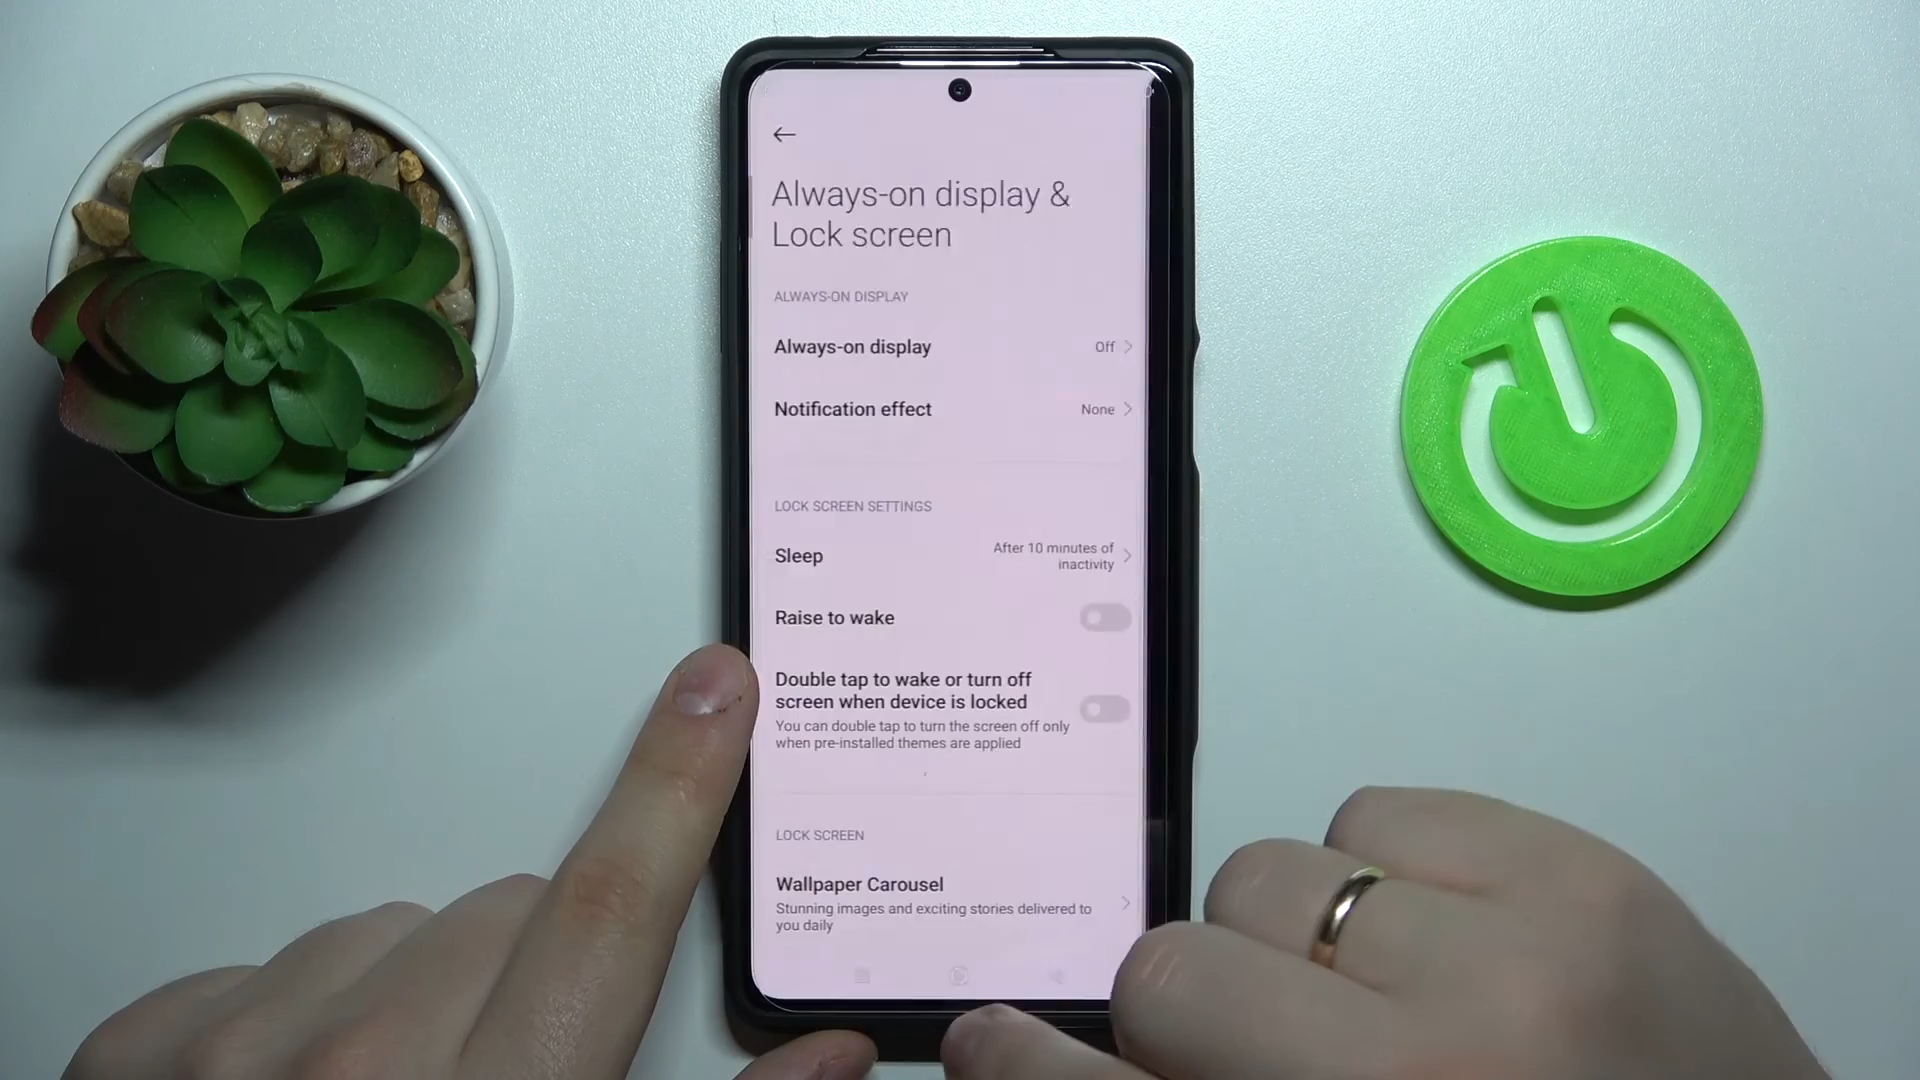 Always-on display &
Lock screen
ALWAYS-ON DISPLAY
Always-on display
Off
Notification effect
None
LOCK SCREEN SETTINGS
Sleep
After 10 minutes of
inactivity
Raise to wake
Double tap to wake or turn off
screen when device is locked
You can double tap to turn the screen off only
when pre-installed themes are applied
LOCK SCREEN
Wallpaper Carousel
Stunning images and exciting stories delivered to
you daily